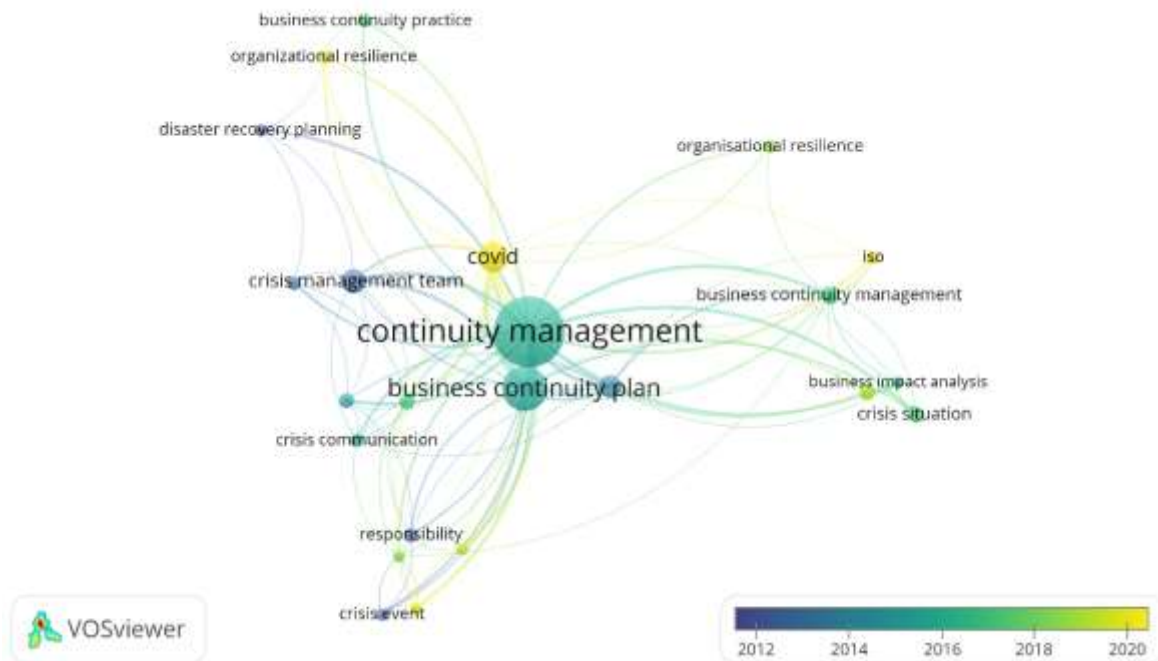 business continuity practice
organizational resilience
disaster recovery planning
organisational resilience
covid
iso
crisis management team
business continuity management
continuity management
business continuity plan
business impact analysis
crisis situation
crisis communication
responsibility
crisis event
VOSviewer
2012 2014 2016 2018 2020